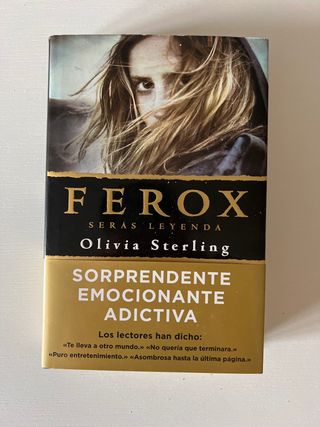 FEROX
SERÁS LEYENDA
Olivia Sterling
SORPRENDENTE
EMOCIONANTE
ADICTIVA
Los lectores han dicho:
«Te lleva a otro mundo.» «No quería que terminara.»
«Puro entretenimiento.» «Asombrosa hasta la última página.»